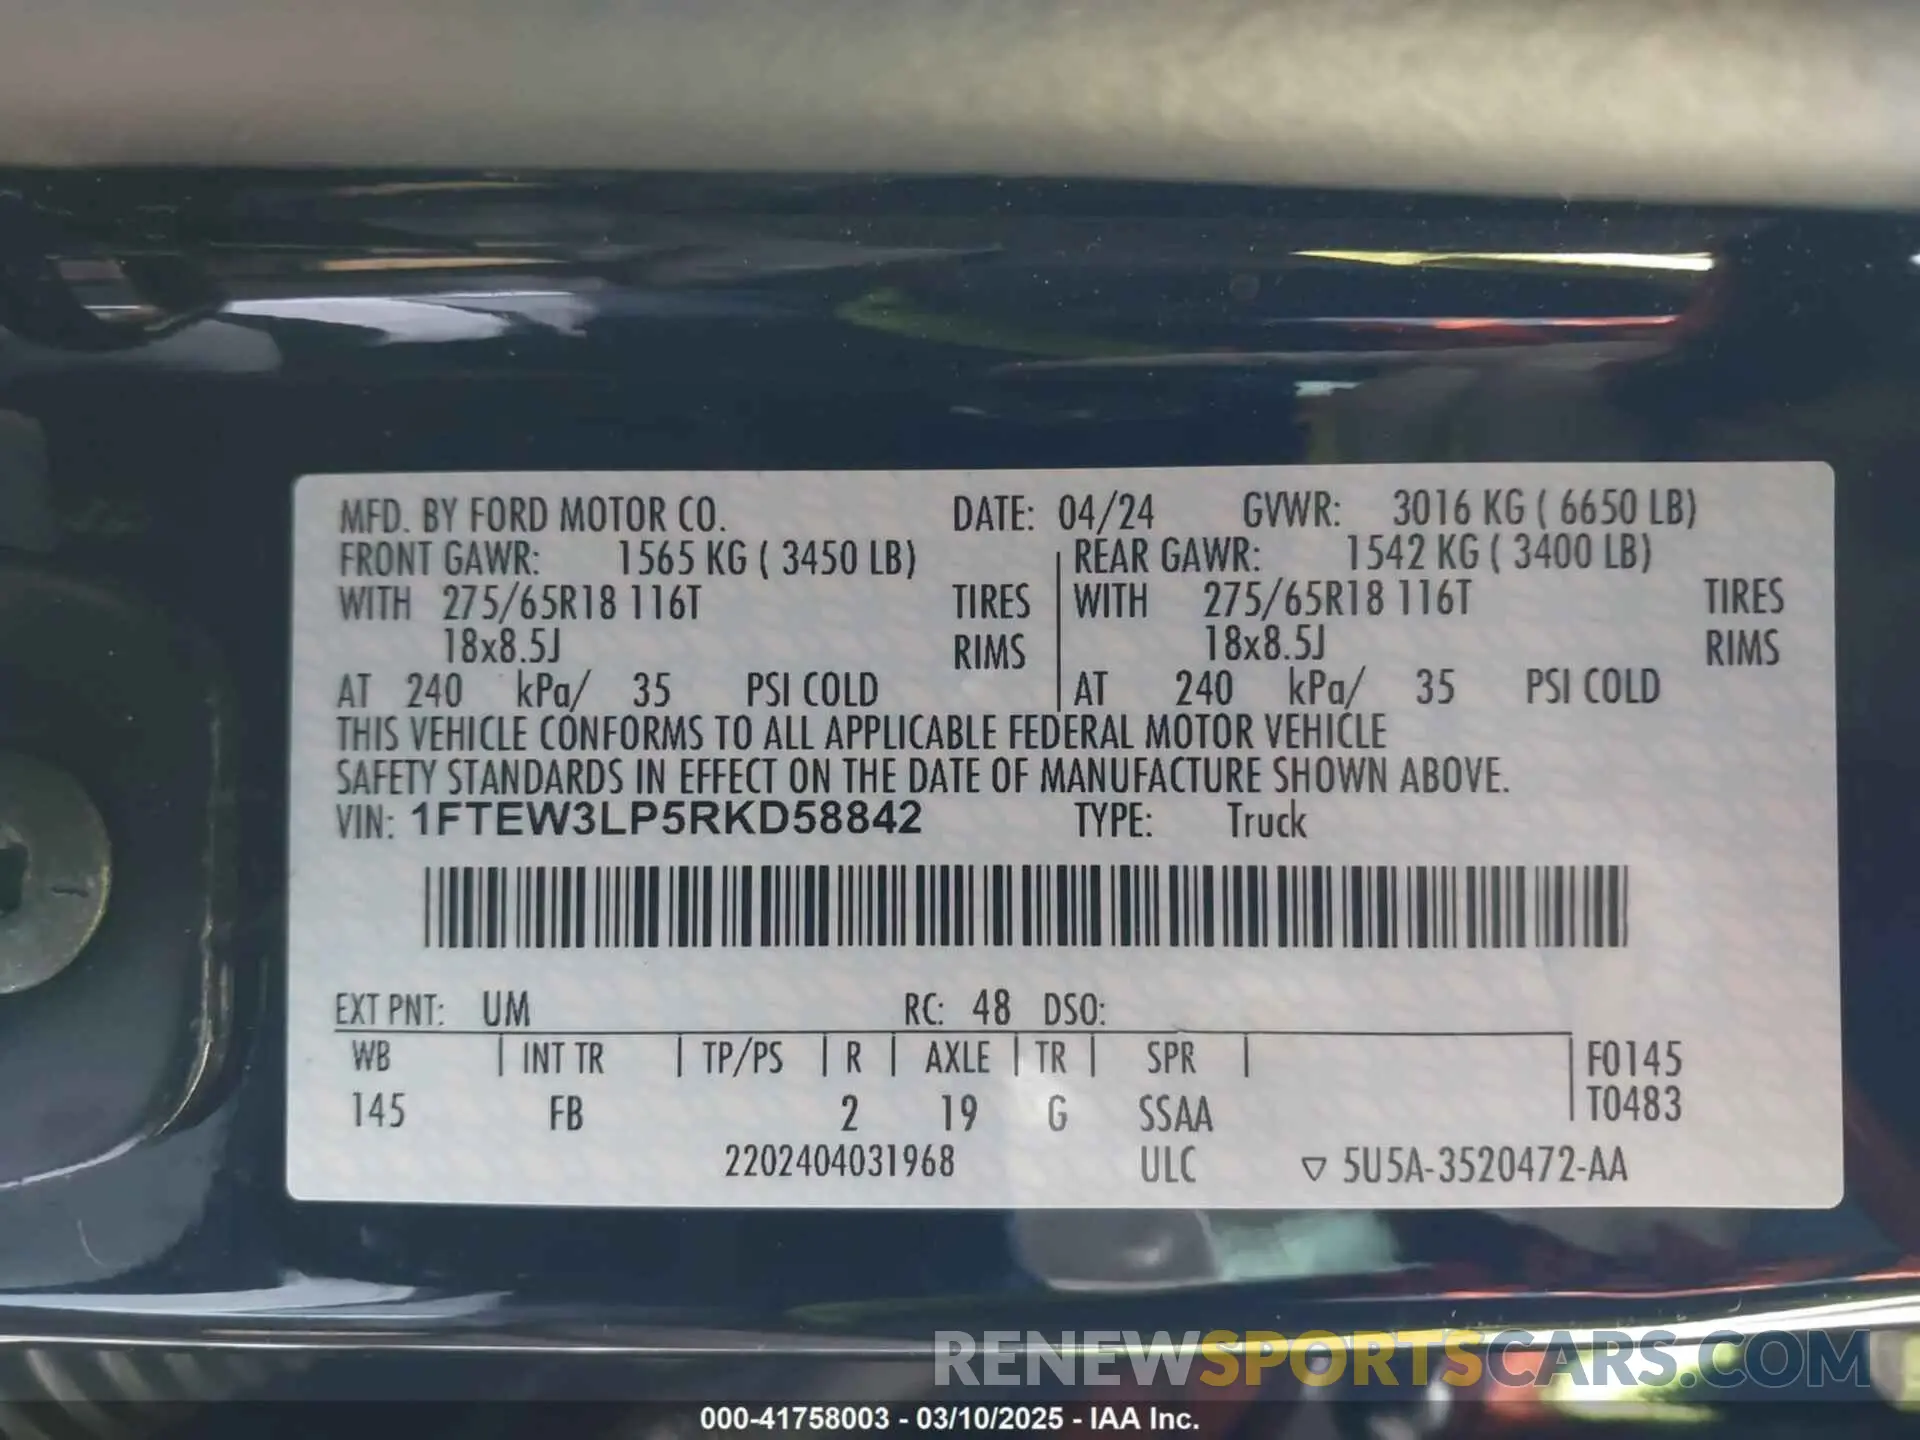 MFD. BY FORD MOTOR CO. DATE: 04/24 GVWR: 3016 KG ( 6650 LB)
FRONT GAWR: 1565 KG ( 3450 LB) REAR GAWR: 1542 KG ( 3400 LB)
WITH 275/65R18 116T TIRES WITH 275/65R18 116T TIRES
18x8.5J RIMS 18x8.5J RIMS
AT 240 kPa/ 35 PSI COLD AT 240 kPa/ 35 PSI COLD
THIS VEHICLE CONFORMS TO ALL APPLICABLE FEDERAL MOTOR VEHICLE
SAFETY STANDARDS IN EFFECT ON THE DATE OF MANUFACTURE SHOWN ABOVE.
VIN: 1FTEW3LP5RKD58842 TYPE: Truck
EXT PNT: UM RC: 48 DSO:
WB INT TR TP/PS R AXLE TR SPR F0145
145 FB 2 19 G SSAA T0483
2202404031968 ULC ▽ 5U5A-3520472-AA
RENEWSPORTSCARS.COM
000-41758003 - 03/10/2025 - IAA Inc.